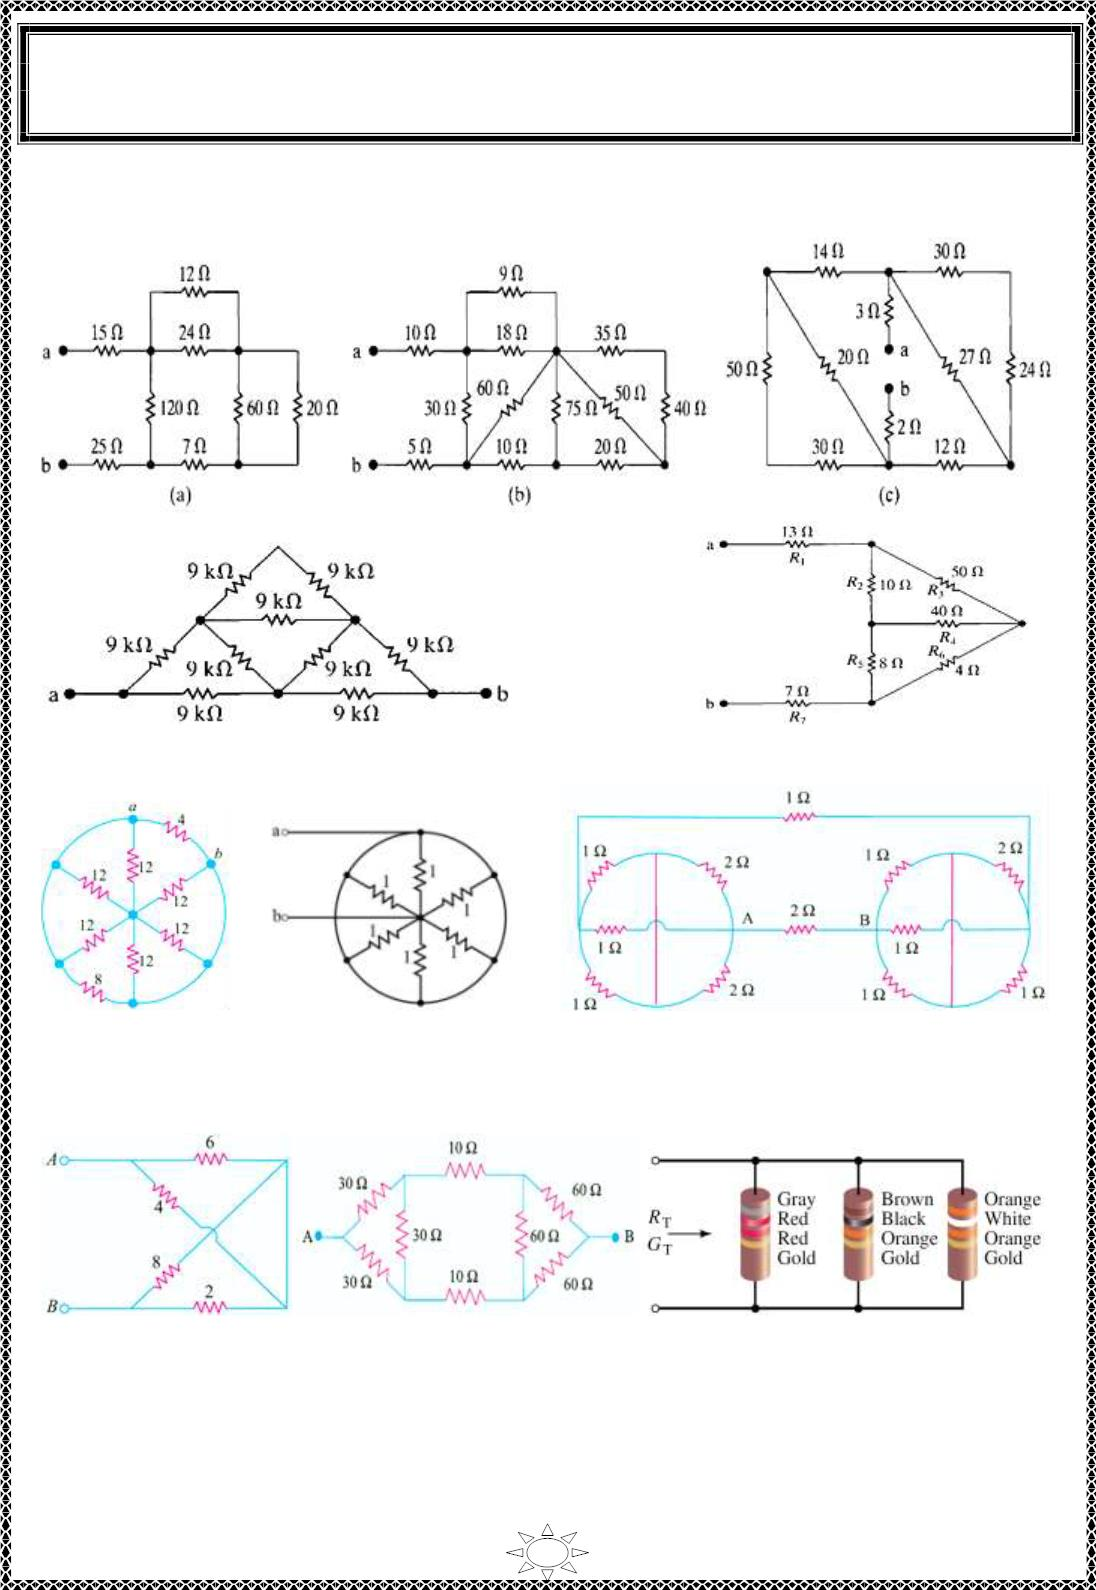 12 Ω
15 Ω 24 Ω
a
120 Ω 60 Ω 20 Ω
25 Ω 7 Ω
b
(a)
9 Ω
10 Ω 18 Ω 35 Ω
a
60 Ω 50 Ω
30 Ω 75 Ω 40 Ω
5 Ω 10 Ω 20 Ω
b
(b)
14 Ω 30 Ω
3 Ω
a
50 Ω 20 Ω 27 Ω 24 Ω
b
2 Ω
30 Ω 12 Ω
(c)
9 kΩ 9 kΩ
9 kΩ
9 kΩ 9 kΩ 9 kΩ 9 kΩ
a b
9 kΩ 9 kΩ
13 Ω
a
R1
50 Ω
R2 10 Ω R3
40 Ω
R4
R6
R5 8 Ω 4 Ω
7 Ω
b
R7
a
4
b
12
12 12
12 12
12
8
a
1
1 1
b
1 1
1
1 Ω
1 Ω 2 Ω 1 Ω 2 Ω
A 2 Ω B
1 Ω 1 Ω
1 Ω 2 Ω 1 Ω 1 Ω
6
A
4
8
2
B
10 Ω
30 Ω 60 Ω
A 30 Ω 60 Ω B
30 Ω 10 Ω 60 Ω
Gray Brown Orange
RT Red Black White
GT Red Orange Orange
Gold Gold Gold